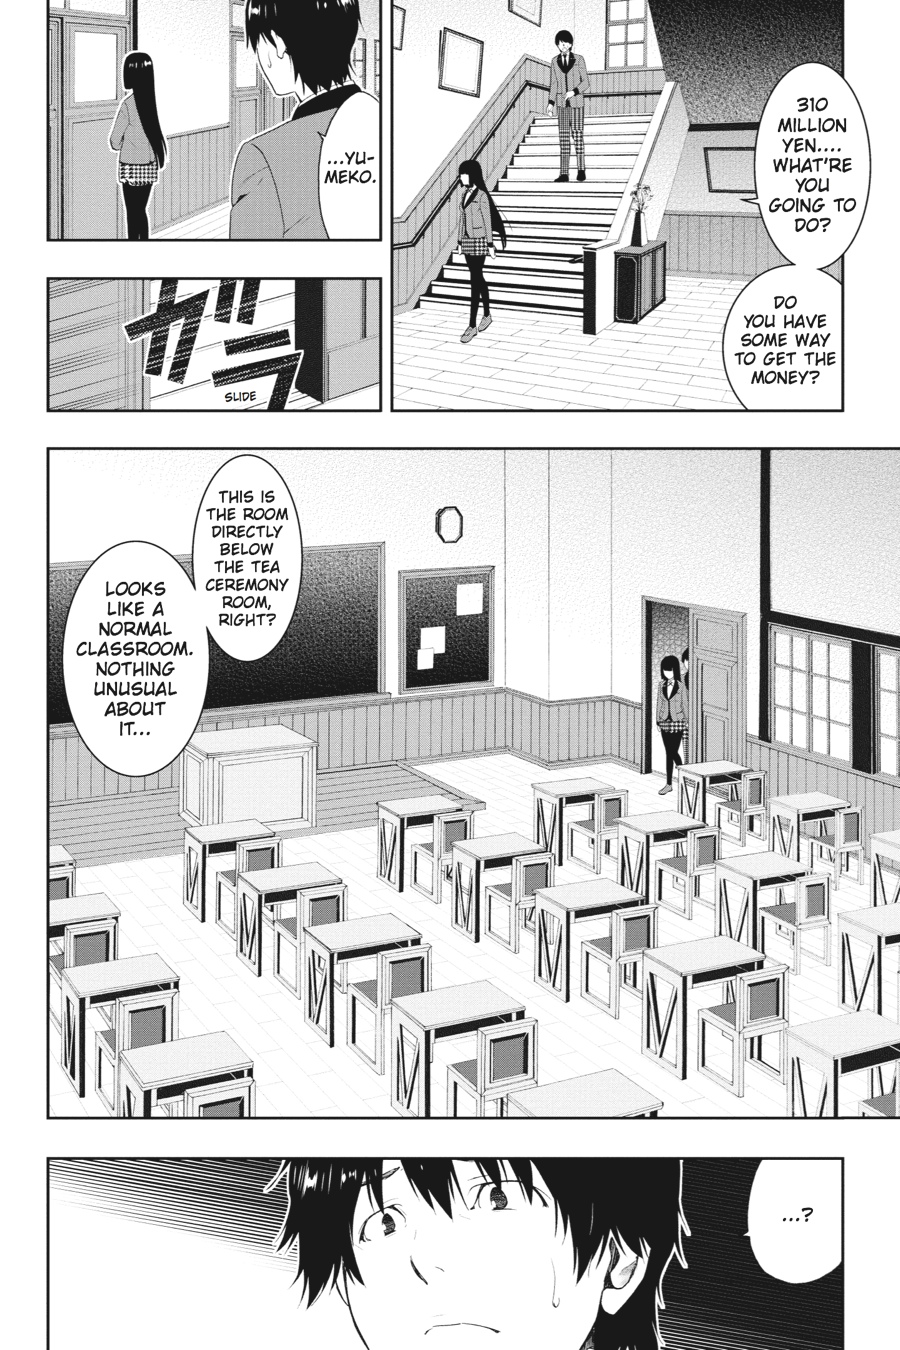 310
MILLION
YEN....
WHAT'RE
YOU
GOING TO
DO?
DO
YOU HAVE
SOME WAY
TO GET THE
MONEY?
...YU-
MEKO.
ガラ
SLIDE
THIS IS
THE ROOM
DIRECTLY
BELOW
THE TEA
CEREMONY
ROOM,
RIGHT?
LOOKS
LIKE A
NORMAL
CLASSROOM.
NOTHING
UNUSUAL
ABOUT
IT...
...?